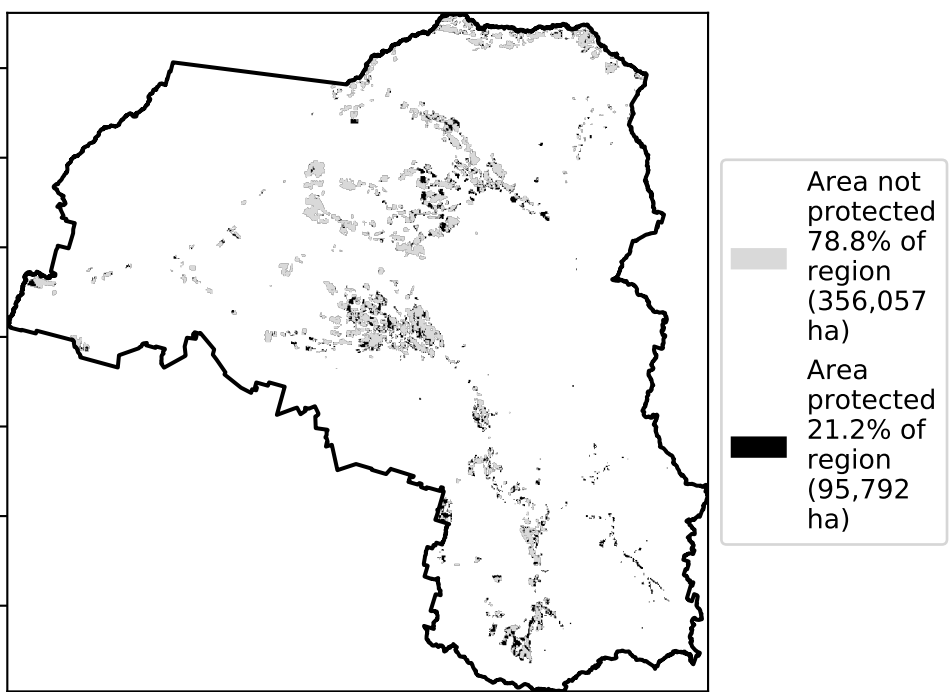 Area not
protected
78.8% of
region
(356,057
ha)
Area
protected
21.2% of
region
(95,792
ha)